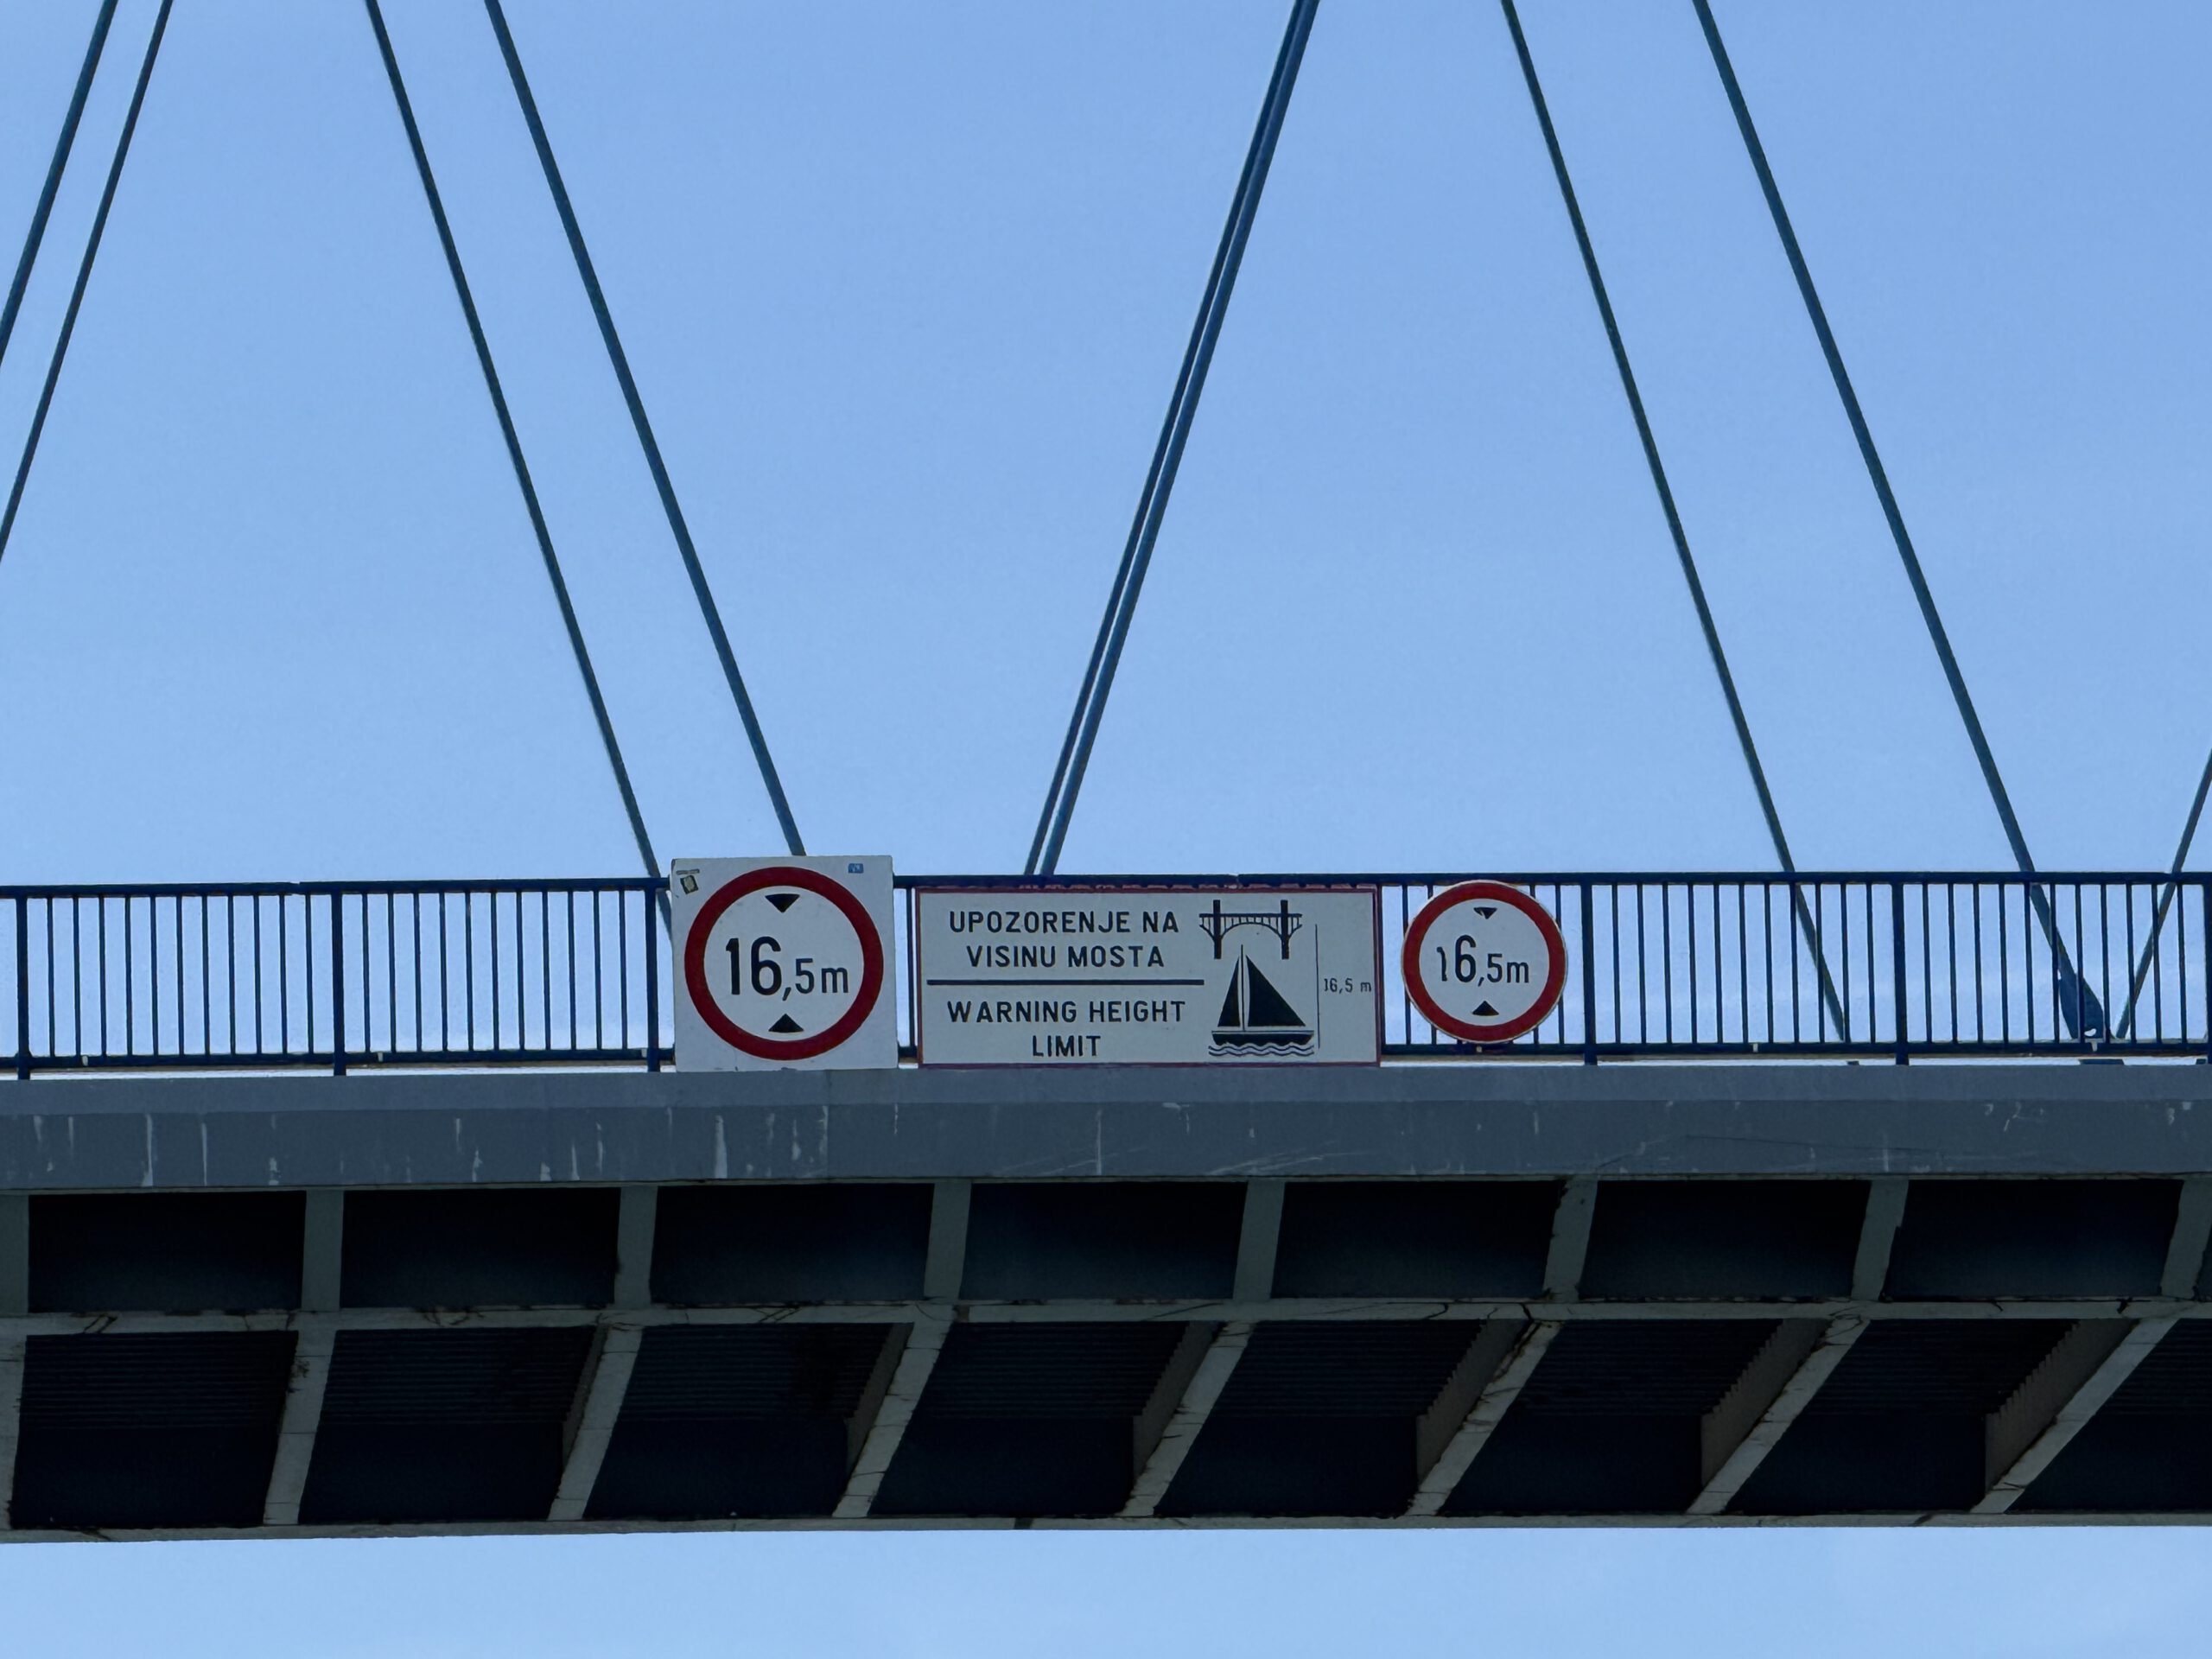 16,5m
UPOZORENJE NA
VISINU MOSTA
WARNING HEIGHT
LIMIT
16,5 m
16,5m